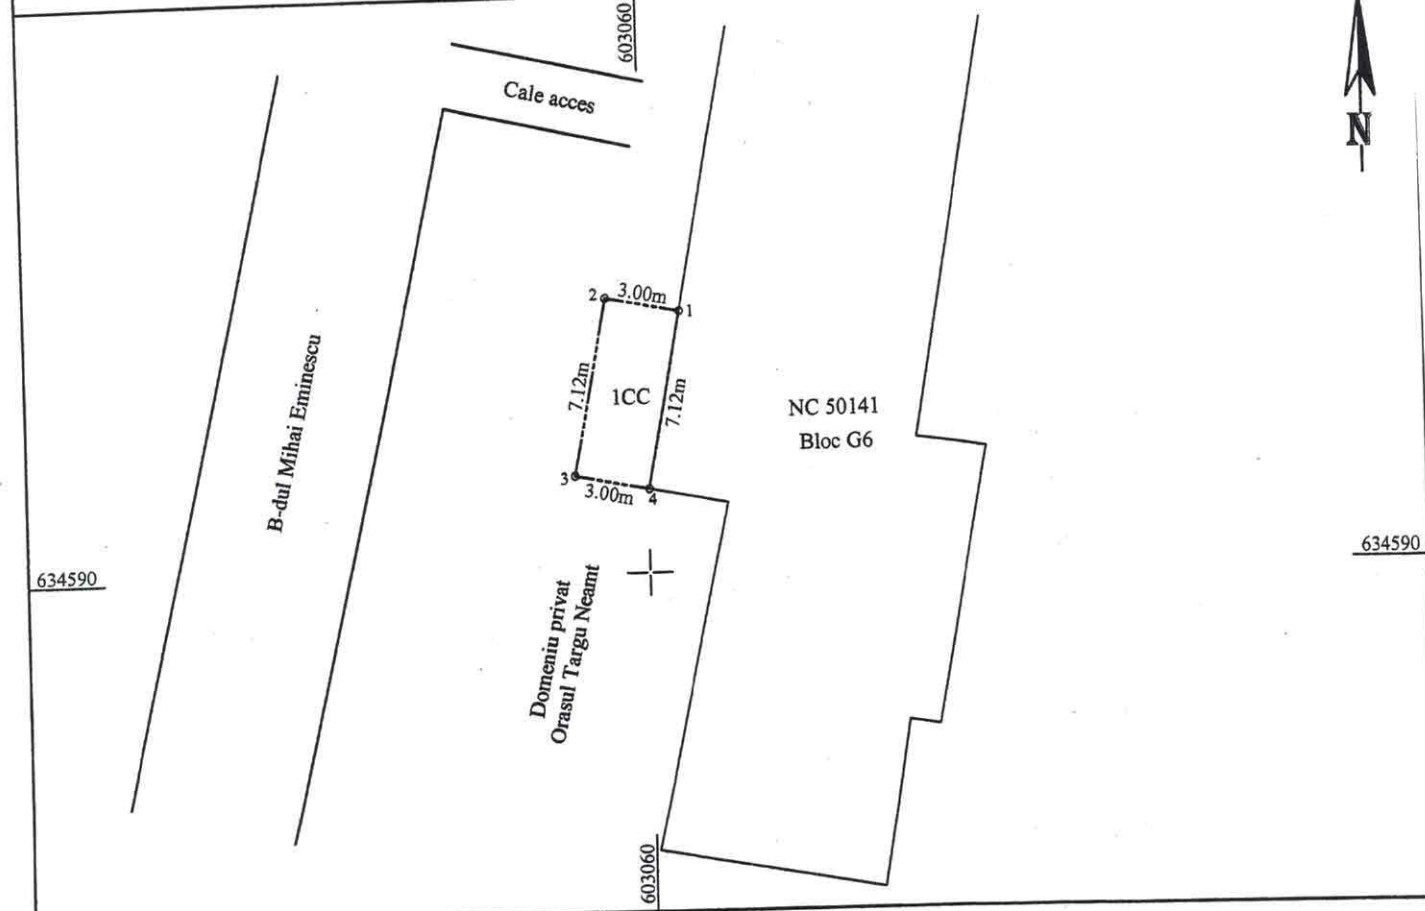 603060
Cale acces
N
2
3.00m
1
7.12m
1CC
7.12m
3
3.00m
4
B-dul Mihai Eminescu
NC 50141
Bloc G6
634590
634590
Domeniu privat
Orasul Targu Neamt
603060